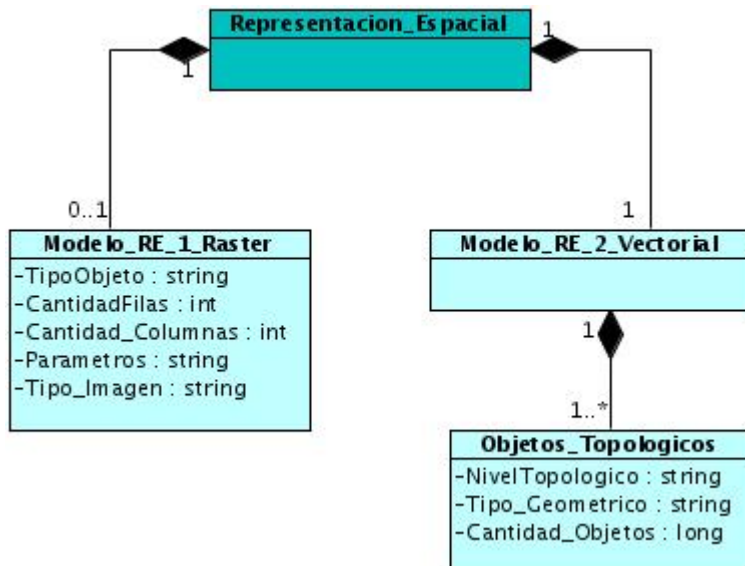 Representacion_Espacial
1
1
0..1
1
Modelo_RE_1_Raster
-TipoObjeto : string
-CantidadFilas : int
-Cantidad_Columnas : int
-Parametros : string
-Tipo_Imagen : string
Modelo_RE_2_Vectorial
1
1..*
Objetos_Topologicos
-NivelTopologico : string
-Tipo_Geometrico : string
-Cantidad_Objetos : long